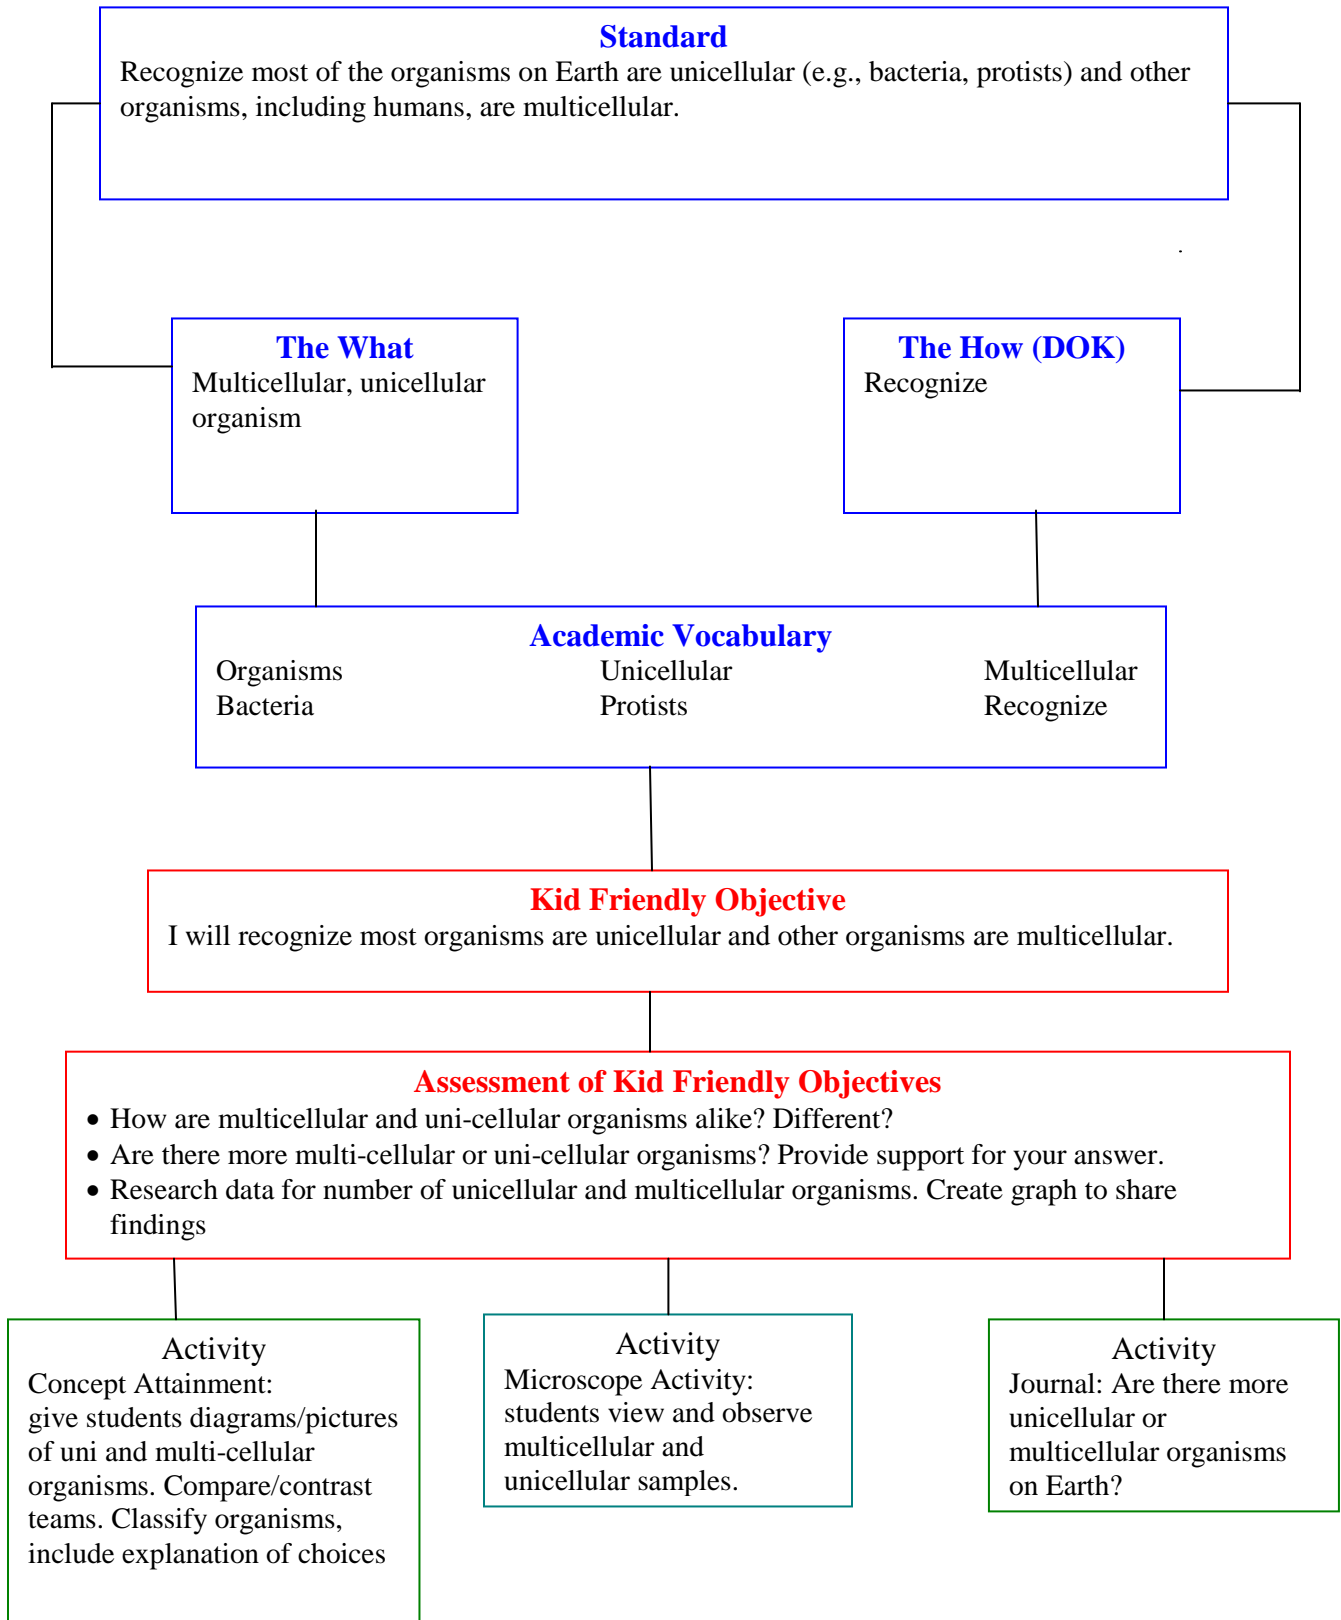 Standard
Recognize most of the organisms on Earth are unicellular (e.g., bacteria, protists) and other
organisms, including humans, are multicellular.
The What
Multicellular, unicellular
organism
The How (DOK)
Recognize
Academic Vocabulary
Organisms Unicellular Multicellular
Bacteria Protists Recognize
Kid Friendly Objective
I will recognize most organisms are unicellular and other organisms are multicellular.
Assessment of Kid Friendly Objectives
• How are multicellular and uni-cellular organisms alike? Different?
• Are there more multi-cellular or uni-cellular organisms? Provide support for your answer.
• Research data for number of unicellular and multicellular organisms. Create graph to share
findings
Activity
Concept Attainment:
give students diagrams/pictures
of uni and multi-cellular
organisms. Compare/contrast
teams. Classify organisms,
include explanation of choices
Activity
Microscope Activity:
students view and observe
multicellular and
unicellular samples.
Activity
Journal: Are there more
unicellular or
multicellular organisms
on Earth?